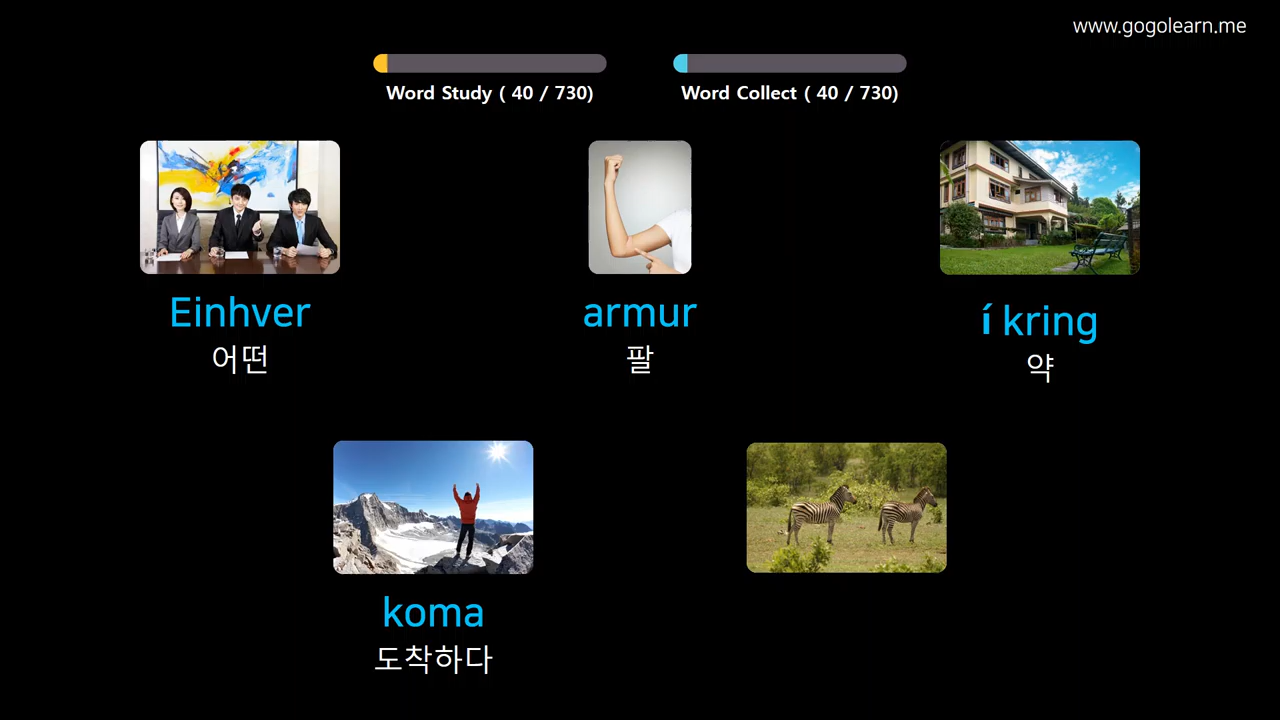 www.gogolearn.me
Word Study ( 40 / 730)
Word Collect ( 40 / 730)
Einhver
어떤
armur
팔
í kring
약
koma
도착하다